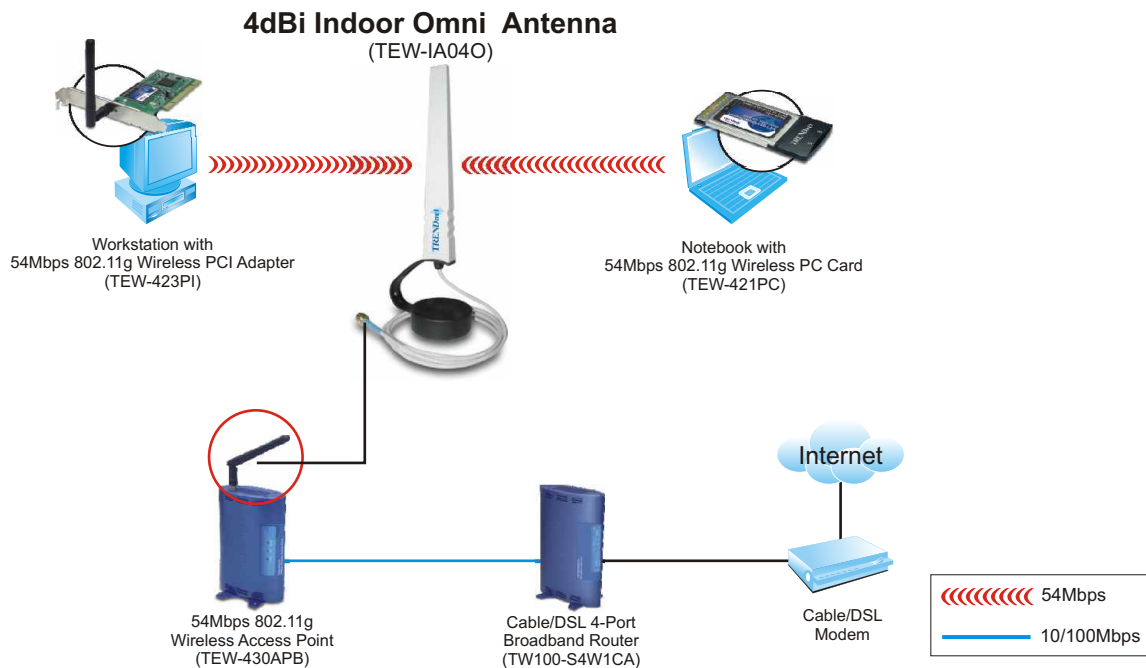 4dBi Indoor Omni Antenna
(TEW-IA04O)
TRENDnet
TRENDnet
Workstation with
54Mbps 802.11g Wireless PCI Adapter
(TEW-423PI)
Notebook with
54Mbps 802.11g Wireless PC Card
(TEW-421PC)
Internet
54Mbps 802.11g
Wireless Access Point
(TEW-430APB)
Cable/DSL 4-Port
Broadband Router
(TW100-S4W1CA)
Cable/DSL
Modem
54Mbps
10/100Mbps